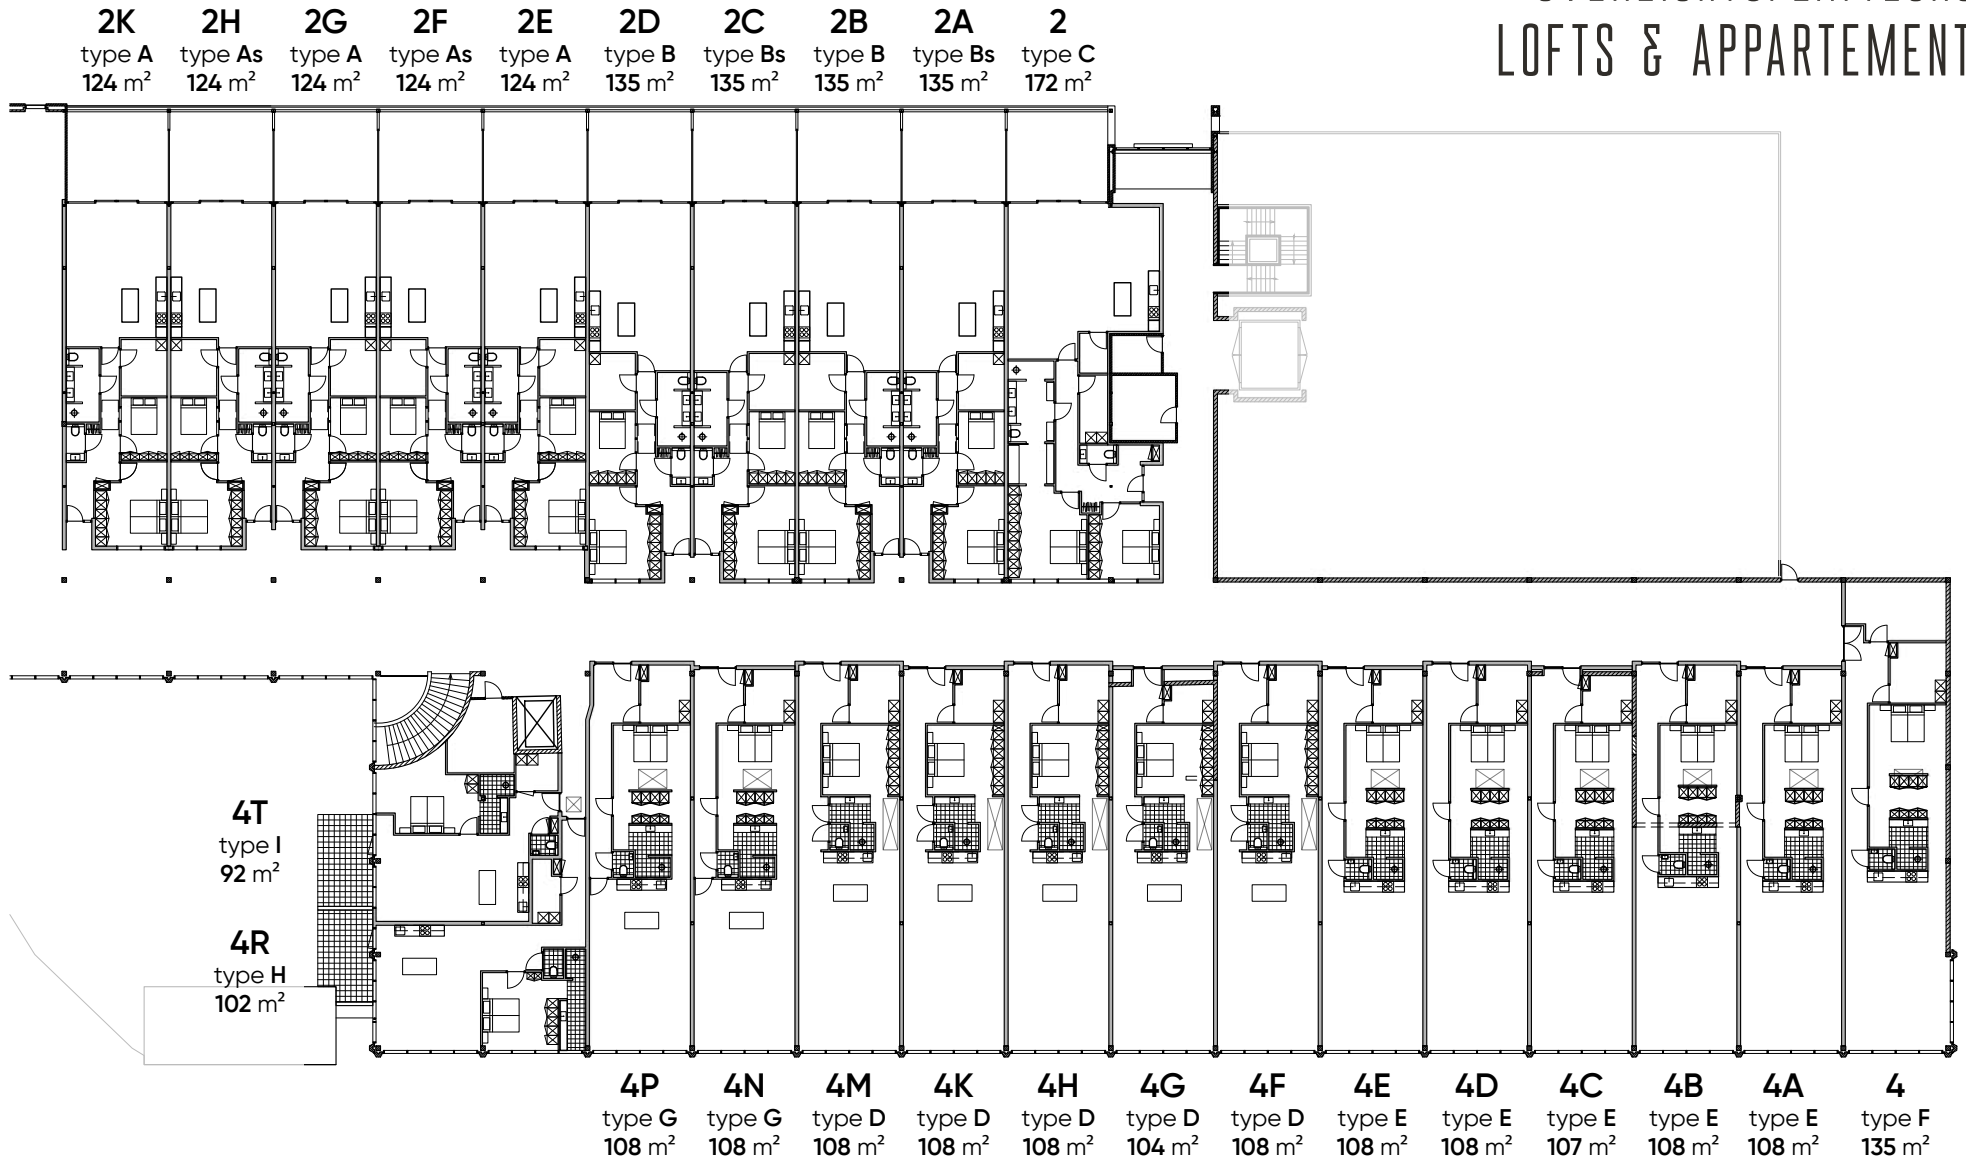 LOFTS & APPARTEMENT
2K
type A
124 m²
2H
type As
124 m²
2G
type A
124 m²
2F
type As
124 m²
2E
type A
124 m²
2D
type B
135 m²
2C
type Bs
135 m²
2B
type B
135 m²
2A
type Bs
135 m²
2
type C
172 m²
4T
type I
92 m²
4R
type H
102 m²
4P
type G
108 m²
4N
type G
108 m²
4M
type D
108 m²
4K
type D
108 m²
4H
type D
108 m²
4G
type D
104 m²
4F
type D
108 m²
4E
type E
108 m²
4D
type E
108 m²
4C
type E
107 m²
4B
type E
108 m²
4A
type E
108 m²
4
type F
135 m²